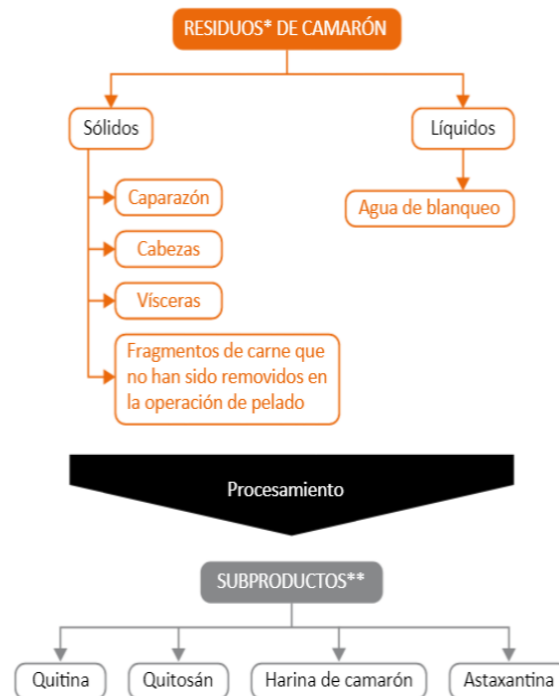 RESIDUOS* DE CAMARÓN
Sólidos
Líquidos
Caparazón
Agua de blanqueo
Cabezas
Vísceras
Fragmentos de carne que
no han sido removidos en
la operación de pelado
Procesamiento
SUBPRODUCTOS**
Quitina
Quitosán
Harina de camarón
Astaxantina